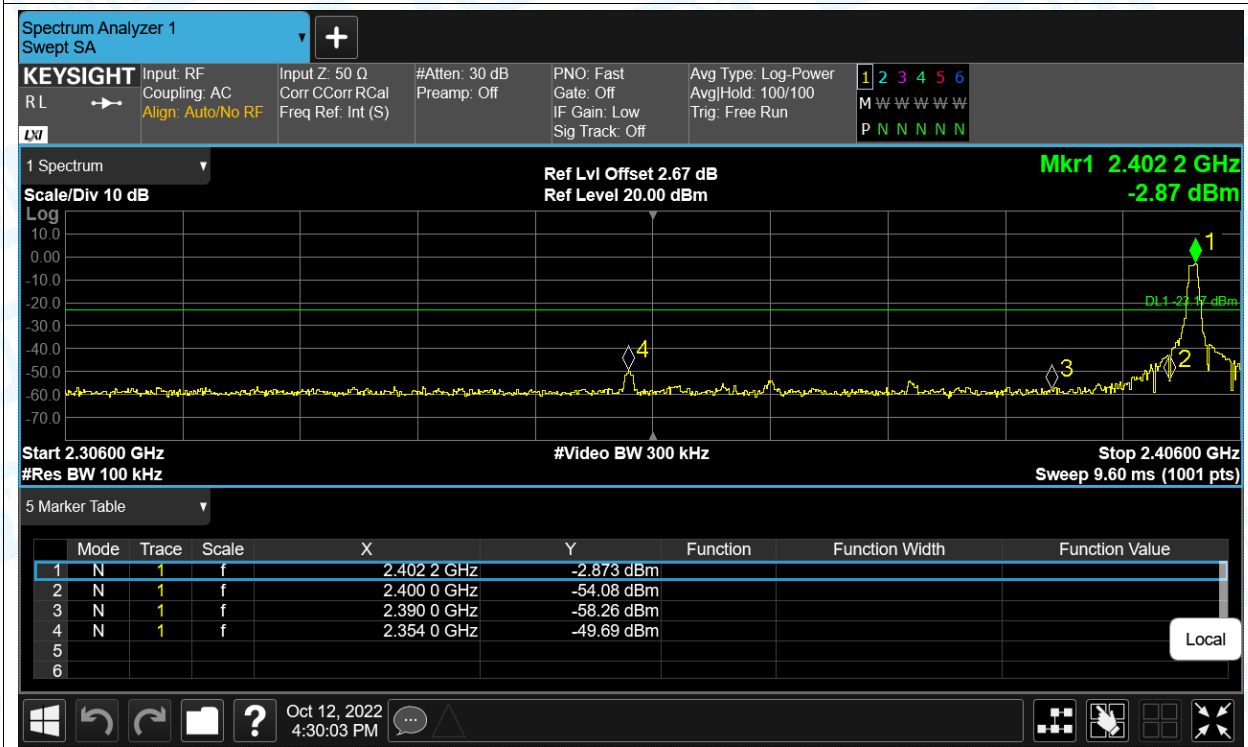 Spectrum Analyzer 1
Swept SA
KEYSIGHT
R L
LXI
Input: RF
Coupling: AC
Align: Auto/No RF
Input Z: 50 Ω
Corr CCorr RCal
Freq Ref: Int (S)
#Atten: 30 dB
Preamp: Off
PNO: Fast
Gate: Off
IF Gain: Low
Sig Track: Off
Avg Type: Log-Power
Avg|Hold: 100/100
Trig: Free Run
1 2 3 4 5 6
M W W W W W
P N N N N N
1 Spectrum
Scale/Div 10 dB
Ref Lvl Offset 2.67 dB
Ref Level 20.00 dBm
Mkr1 2.402 2 GHz
-2.87 dBm
Log
10.0
0.00
-10.0
-20.0
-30.0
-40.0
-50.0
-60.0
-70.0
1
DL1 -23.17 dBm
4
3
2
Start 2.30600 GHz
#Res BW 100 kHz
#Video BW 300 kHz
Stop 2.40600 GHz
Sweep 9.60 ms (1001 pts)
5 Marker Table
Mode Trace Scale X Y Function Function Width Function Value
1 N 1 f 2.402 2 GHz -2.873 dBm
2 N 1 f 2.400 0 GHz -54.08 dBm
3 N 1 f 2.390 0 GHz -58.26 dBm
4 N 1 f 2.354 0 GHz -49.69 dBm
5
6
Local
?
Oct 12, 2022
4:30:03 PM